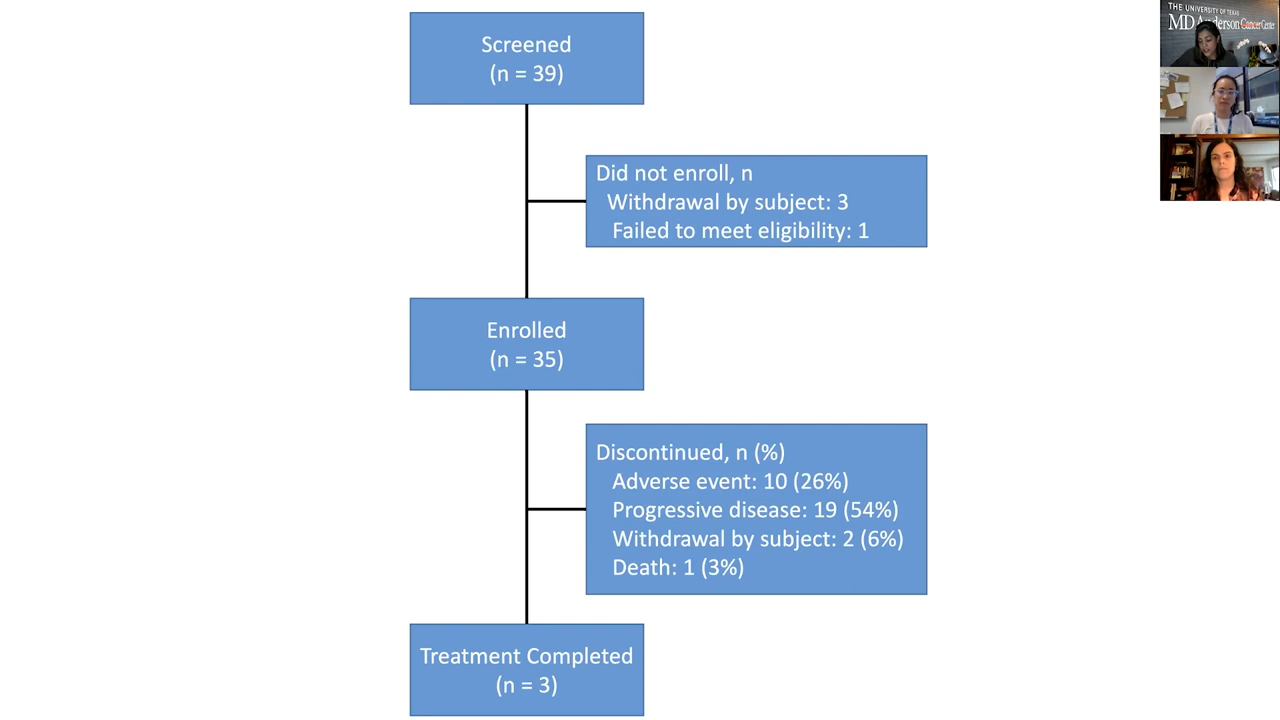 Screened
(n = 39)
Did not enroll, n
Withdrawal by subject: 3
Failed to meet eligibility: 1
Enrolled
(n = 35)
Discontinued, n (%)
Adverse event: 10 (26%)
Progressive disease: 19 (54%)
Withdrawal by subject: 2 (6%)
Death: 1 (3%)
Treatment Completed
(n = 3)
THE UNIVERSITY OF TEXAS
MD Anderson Cancer Center